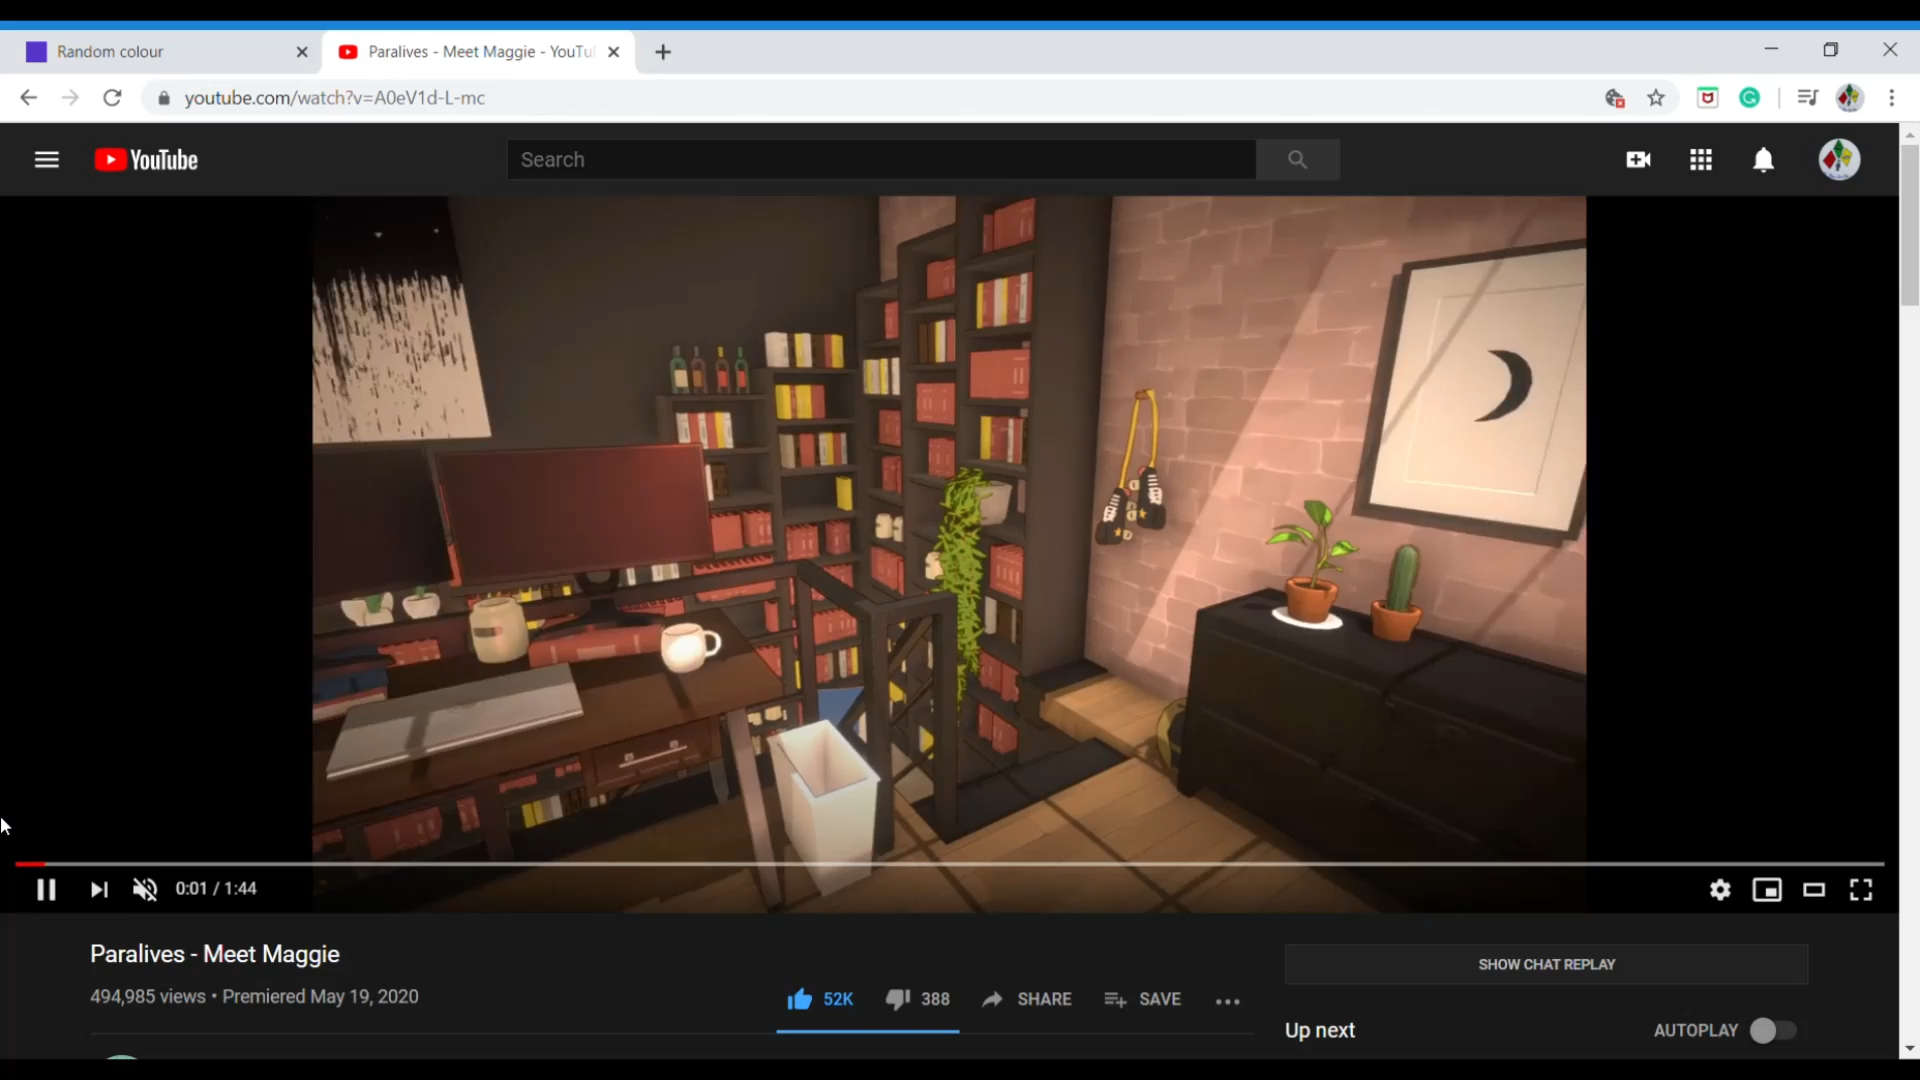 Random colour
Paralives - Meet Maggie - YouTu
youtube.com/watch?v=A0eV1d-L-mc
YouTube
Search
0:01 / 1:44
Paralives - Meet Maggie
494,985 views • Premiered May 19, 2020
52K
388
SHARE
SAVE
SHOW CHAT REPLAY
Up next
AUTOPLAY